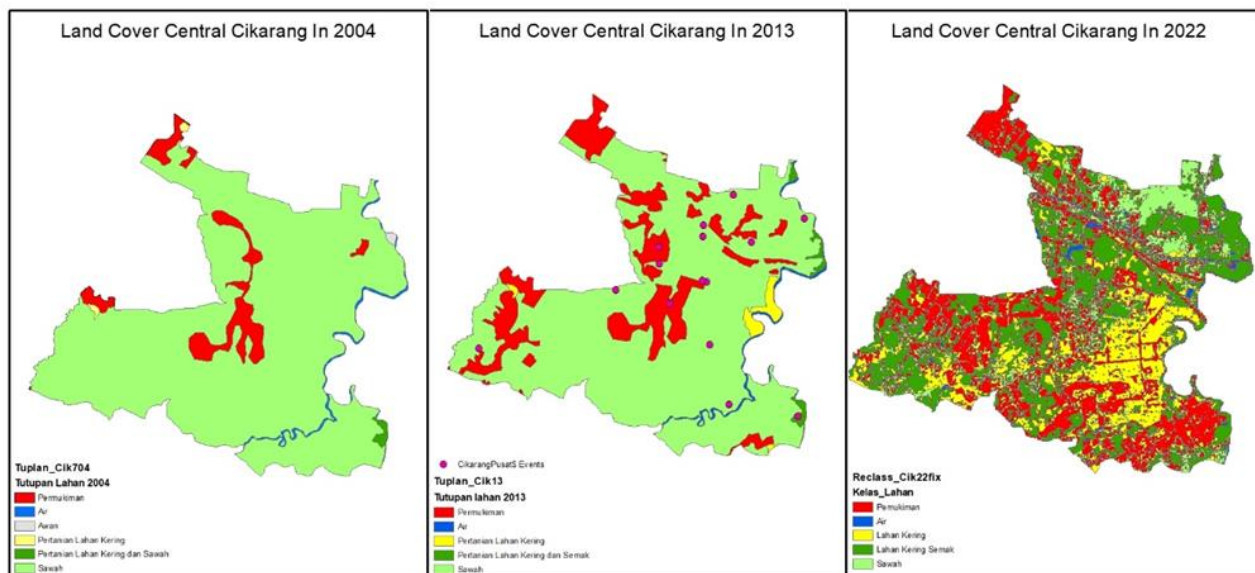 Land Cover Central Cikarang In 2004
Tuplan_Cik704
Tutupan Lahan 2004
Permukiman
Air
Awan
Pertanian Lahan Kering
Pertanian Lahan Kering dan Sawah
Sawah
Land Cover Central Cikarang In 2013
CikarangPusat$ Events
Tuplan_Cik13
Tutupan lahan 2013
Permukiman
Air
Pertanian Lahan Kering
Pertanian Lahan Kering dan Semak
Sawah
Land Cover Central Cikarang In 2022
Reclass_Cik22fix
Kelas_Lahan
Pemukiman
Air
Lahan Kering
Lahan Kering Semak
Sawah